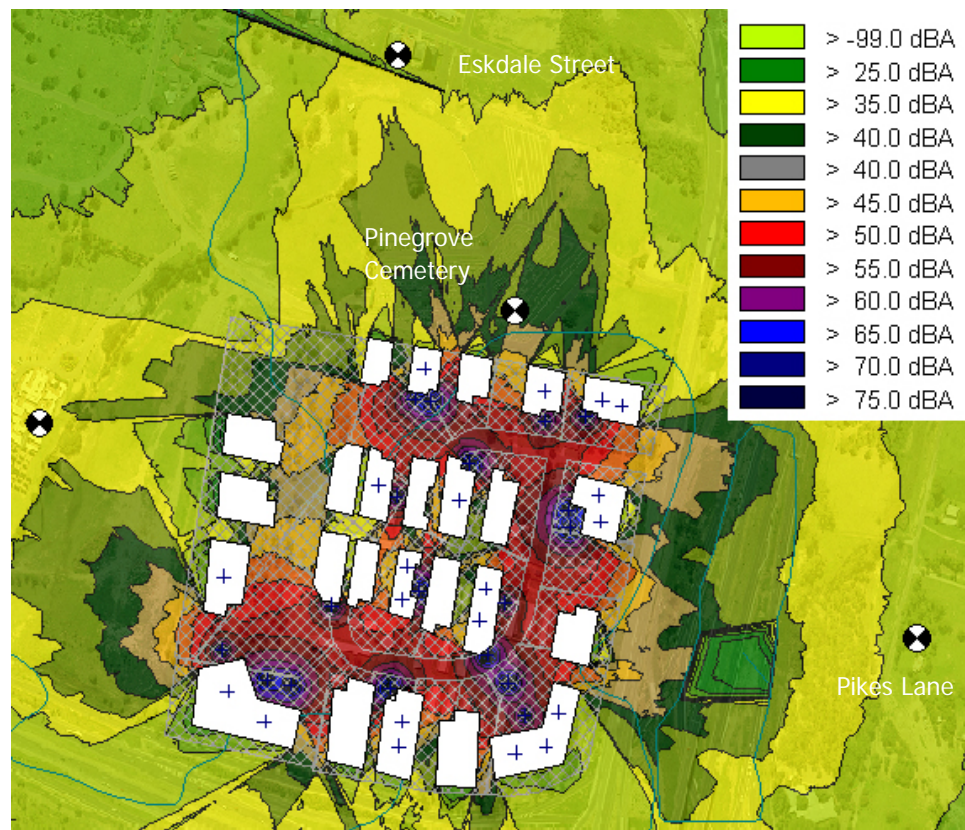 Eskdale Street
Pinegrove
Cemetery
Pikes Lane
> -99.0 dBA
> 25.0 dBA
> 35.0 dBA
> 40.0 dBA
> 40.0 dBA
> 45.0 dBA
> 50.0 dBA
> 55.0 dBA
> 60.0 dBA
> 65.0 dBA
> 70.0 dBA
> 75.0 dBA